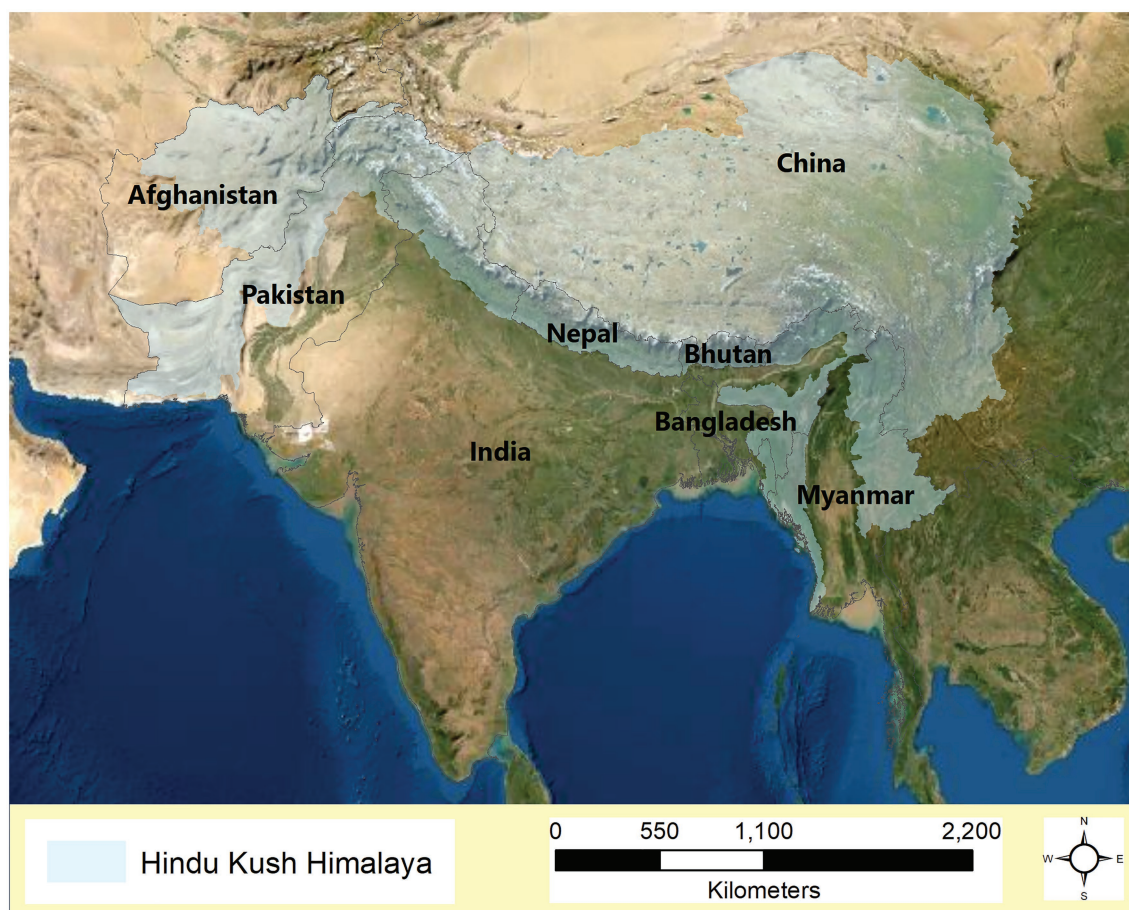 China
Afghanistan
Pakistan
Nepal
Bhutan
Bangladesh
India
Myanmar
Hindu Kush Himalaya
0 550 1,100 2,200
Kilometers
N
W E
S